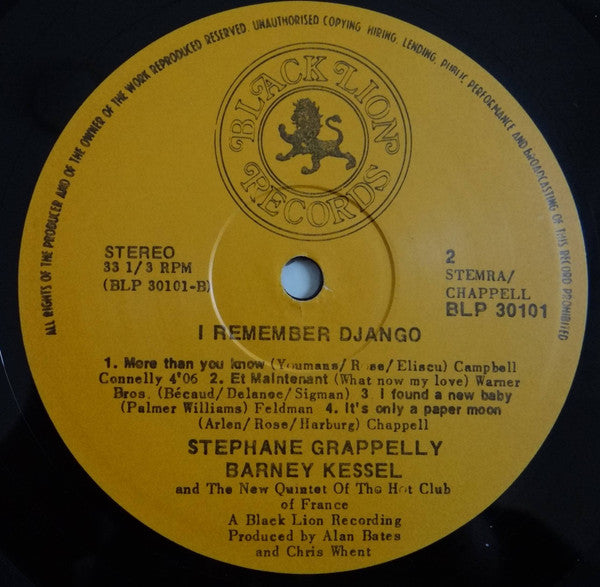 ALL RIGHTS OF THE PRODUCER AND OF THE OWNER OF THE WORK REPRODUCED RESERVED. UNAUTHORISED COPYING HIRING, LENDING, PUBLIC PERFORMANCE AND BROADCASTING OF THIS RECORD PROHIBITED
BLACK LION
RECORDS
STEREO
33 1/3 RPM
(BLP 30101-B)
2
STEMRA/
CHAPPELL
BLP 30101
I REMEMBER DJANGO
1. More than you know (Youmans/Rose/Eliscu) Campbell
Connelly 4°06 2. Et Maintenant (What now my love) Warner
Bros. (Bécaud/Delanoe/Sigman) 3. I found a new baby
(Palmer Williams) Feldman 4. It's only a paper moon
(Arlen/Rose/Harburg) Chappell
STEPHANE GRAPPELLY
BARNEY KESSEL
and The New Quintet Of The Hot Club
of France
A Black Lion Recording
Produced by Alan Bates
and Chris Whent